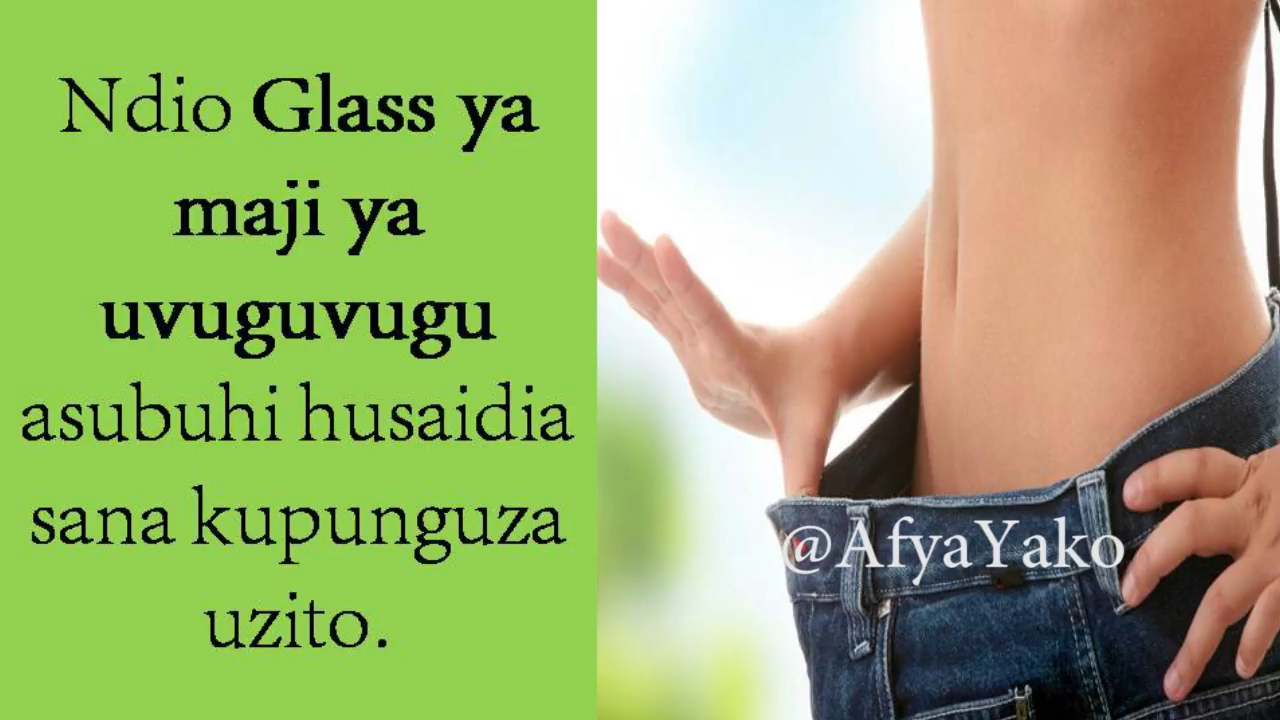 Ndio Glass ya
maji ya
uvuguvugu
asubuhi husaidia
sana kupunguza
uzito.
@AfyaYako